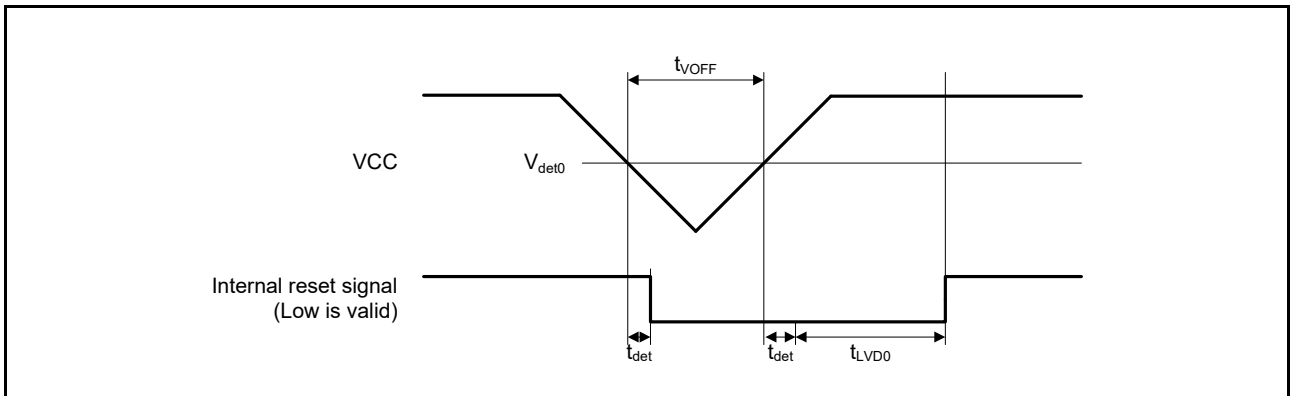 tVOFF
VCC
Vdet0
Internal reset signal
(Low is valid)
tdet
tdet
tLVD0